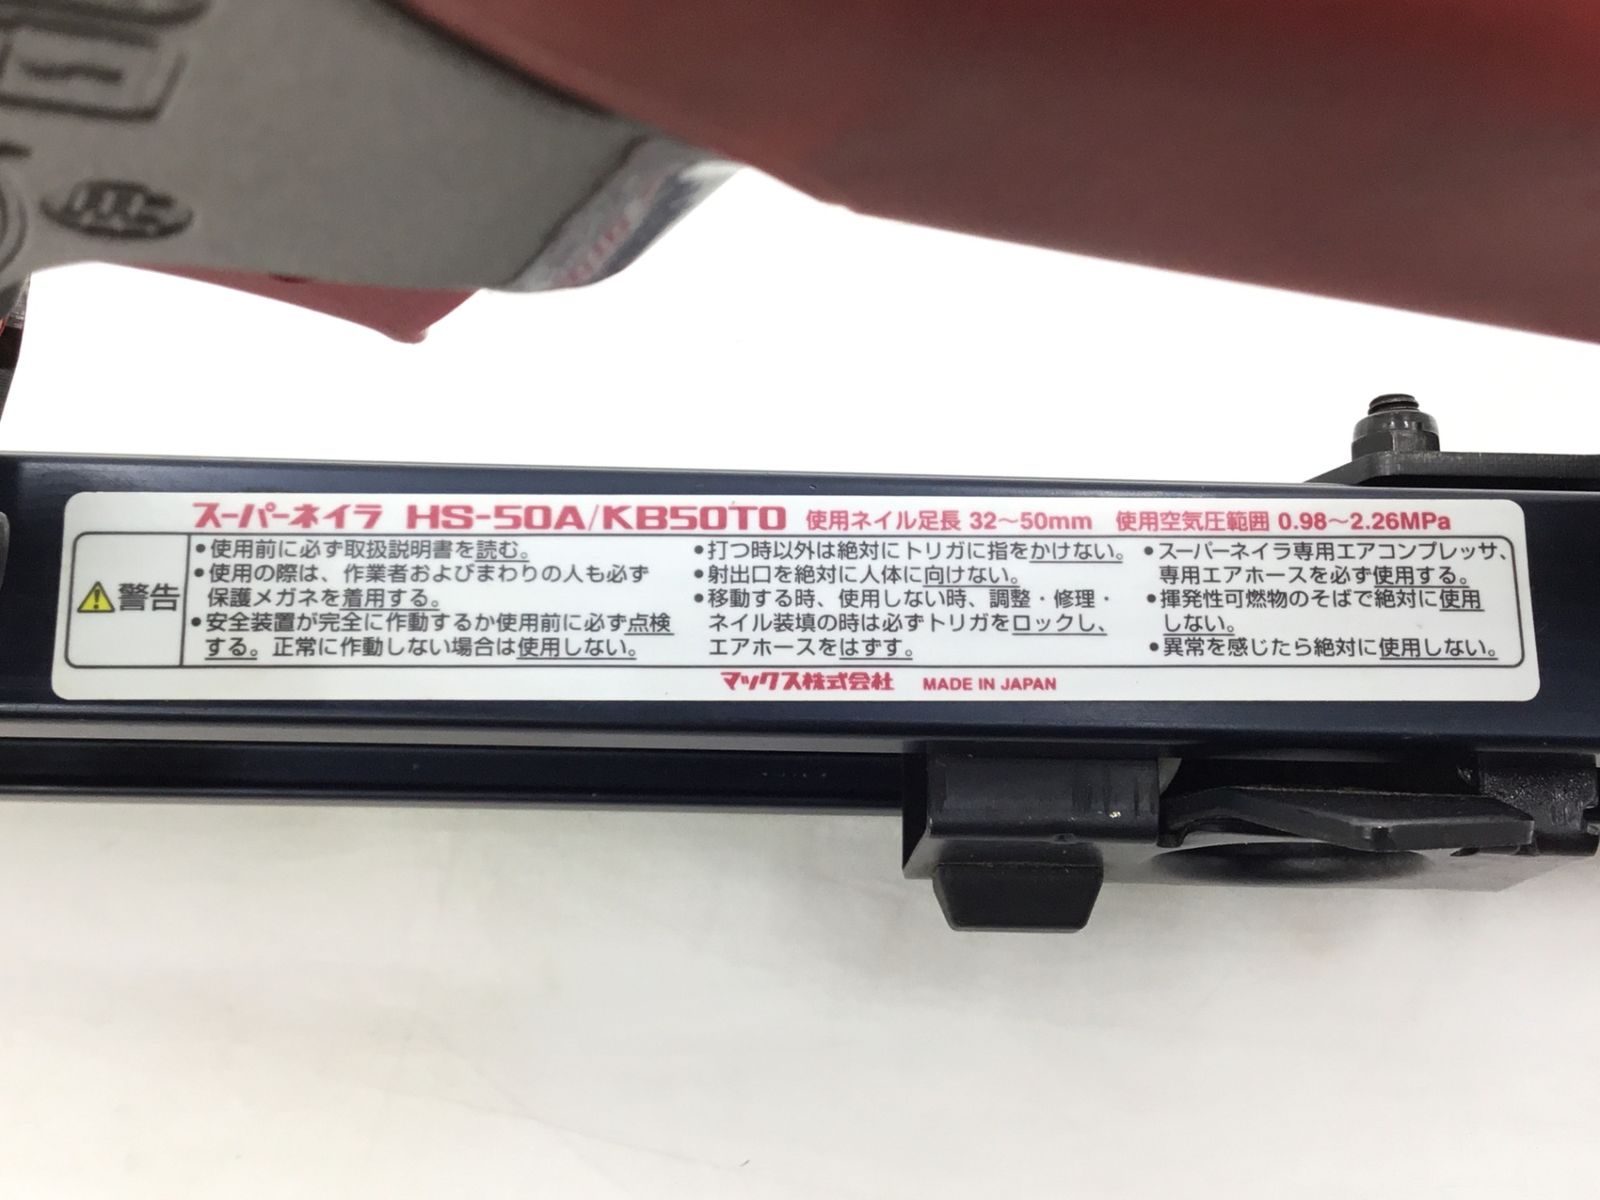 スーパーネイラ HS-50A/KB50TO 使用ネイル足長 32～50mm 使用空気圧範囲 0.98～2.26MPa
警告
•使用前に必ず取扱説明書を読む。
•使用の際は、作業者およびまわりの人も必ず
保護メガネを着用する。
•安全装置が完全に作動するか使用前に必ず点検
する。正常に作動しない場合は使用しない。
•打つ時以外は絶対にトリガに指をかけない。
•射出口を絶対に人体に向けない。
•移動する時、使用しない時、調整・修理・
ネイル装填の時は必ずトリガをロックし、
エアホースをはずす。
•スーパーネイラ専用エアコンプレッサ、
専用エアホースを必ず使用する。
•揮発性可燃物のそばで絶対に使用
しない。
•異常を感じたら絶対に使用しない。
マックス株式会社 MADE IN JAPAN